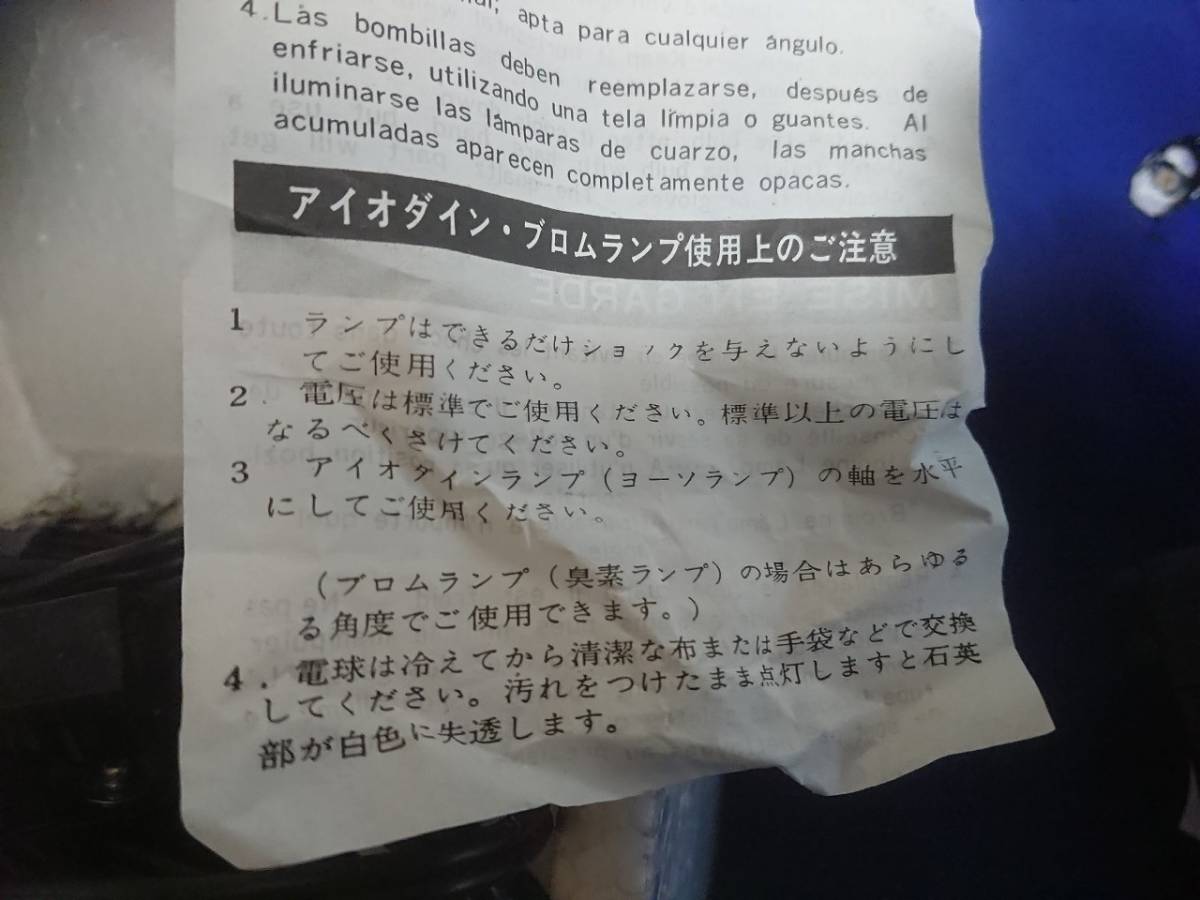 apta para cualquier ángulo.
4. Las bombillas deben reemplazarse, después de
enfriarse, utilizando una tela límpia o guantes. Al
iluminarse las lámparas de cuarzo, las manchas
acumuladas aparecen completamente opacas.
アイオダイン・ブロムランプ使用上のご注意
1 ランプはできるだけショックを与えないようにし
てご使用ください。
2. 電圧は標準でご使用ください。標準以上の電圧は
なるべくさけてください。
3 アイオダインランプ(ヨーソランプ)の軸を水平
にしてご使用ください。
(ブロムランプ(臭素ランプ)の場合はあらゆ
る角度でご使用できます。)
4. 電球は冷えてから清潔な布または手袋などで交換
してください。汚れをつけたまま点灯しますと石英
部が白色に失透します。
MISE EN GARDE